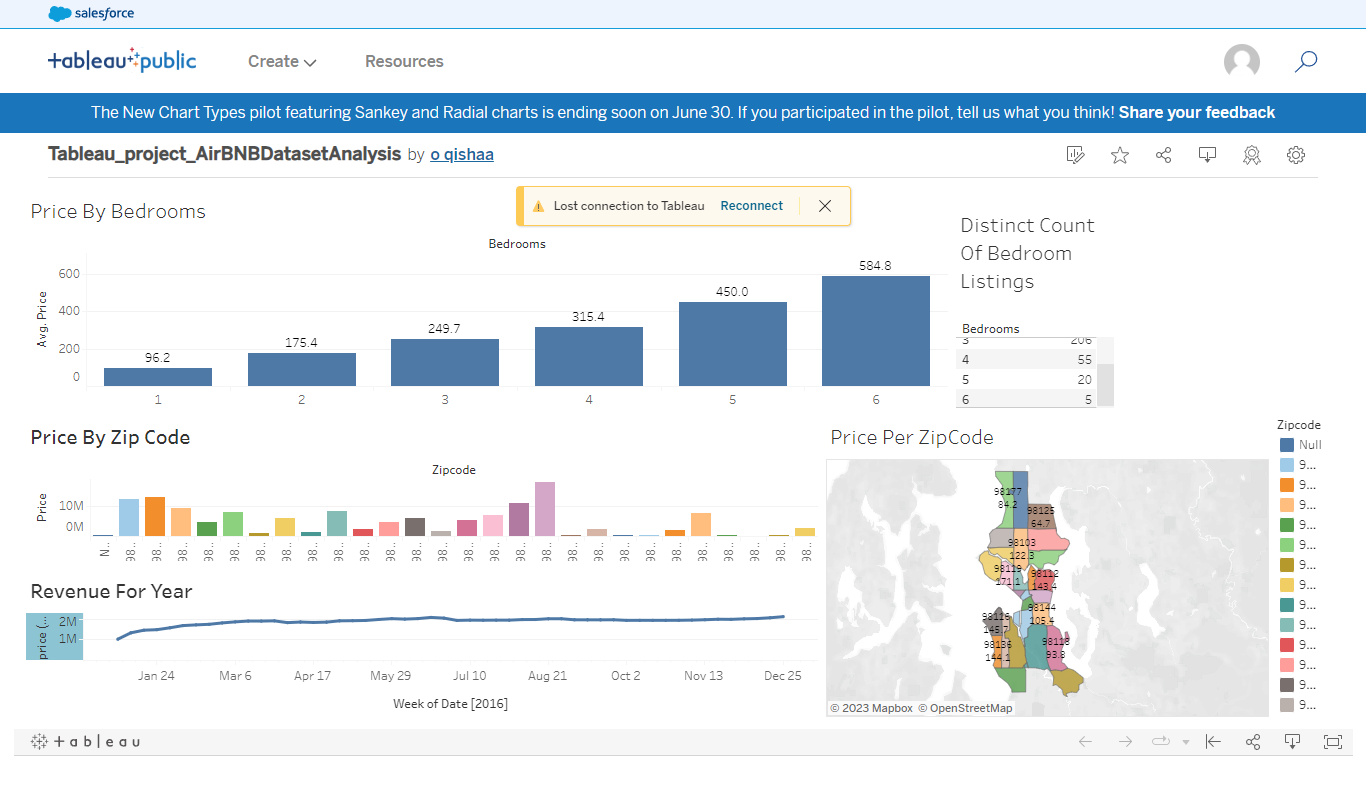 salesforce
tableau public
Create
Resources
The New Chart Types pilot featuring Sankey and Radial charts is ending soon on June 30. If you participated in the pilot, tell us what you think! Share your feedback
Tableau_project_AirBNBDatasetAnalysis by o qishaa
Lost connection to Tableau Reconnect
Price By Bedrooms
Bedrooms
Avg. Price
600
400
200
0
96.2
175.4
249.7
315.4
450.0
584.8
1 2 3 4 5 6
Distinct Count
Of Bedroom
Listings
Bedrooms
3 206
4 55
5 20
6 5
Price By Zip Code
Zipcode
Price
10M
0M
N.. 98.. 98.. 98.. 98.. 98.. 98.. 98.. 98.. 98.. 98.. 98.. 98.. 98.. 98.. 98.. 98.. 98.. 98.. 98.. 98.. 98.. 98.. 98.. 98.. 98.. 98.. 98..
Revenue For Year
price (...
2M
1M
Jan 24 Mar 6 Apr 17 May 29 Jul 10 Aug 21 Oct 2 Nov 13 Dec 25
Week of Date [2016]
Price Per ZipCode
98177
84.2
98125
64.7
98103
122.3
98119
171.1
98112
143.4
98144
105.4
98116
145.7
98118
93.8
98136
144.1
© 2023 Mapbox © OpenStreetMap
Zipcode
Null
9...
9...
9...
9...
9...
9...
9...
9...
9...
9...
9...
9...
9...
tableau